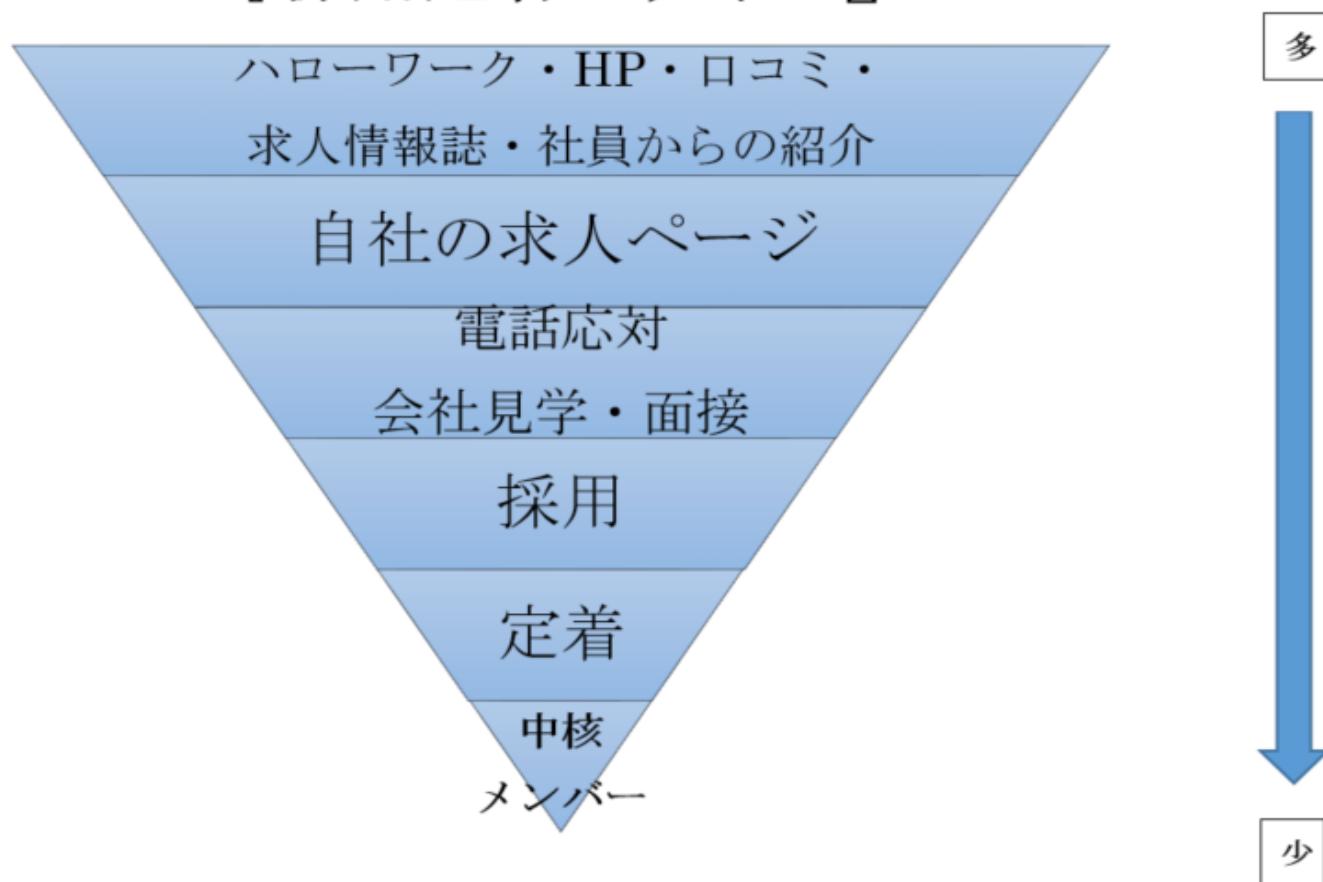 ハローワーク・HP・口コミ・
求人情報誌・社員からの紹介
自社の求人ページ
電話応対
会社見学・面接
採用
定着
中核
メンバー
多
少